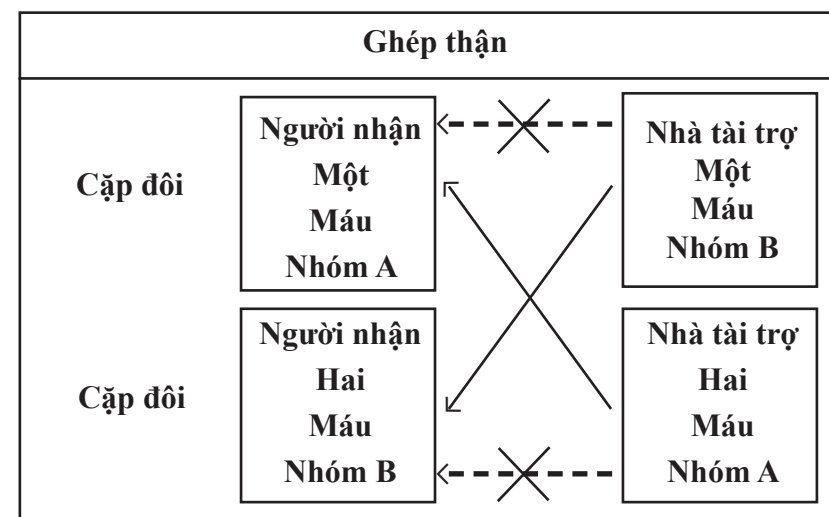 Ghép thận
Cặp đôi
Người nhận
Một
Máu
Nhóm A
Nhà tài trợ
Một
Máu
Nhóm B
Cặp đôi
Người nhận
Hai
Máu
Nhóm B
Nhà tài trợ
Hai
Máu
Nhóm A